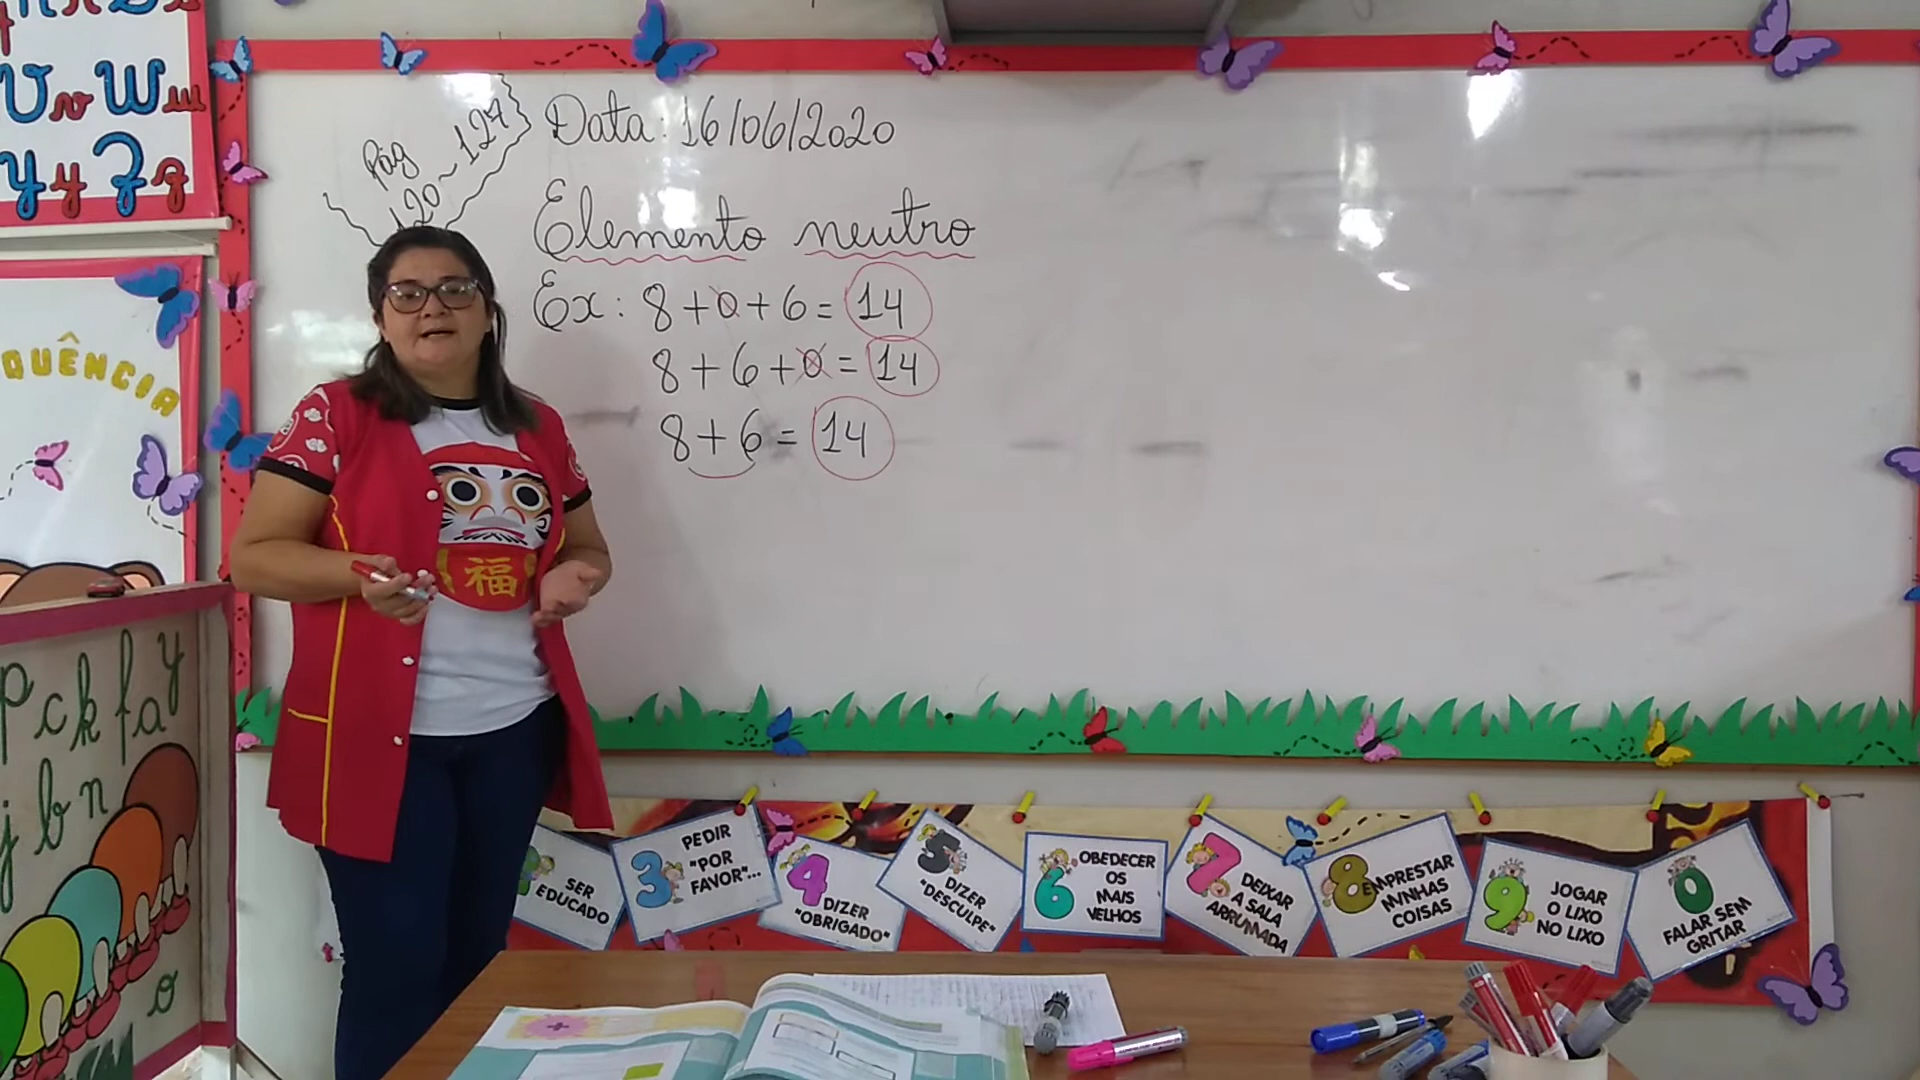 V v W w
Y y Z z
QUÊNCIA
Pág
120 ~ 127
Data: 16/06/2020
Elemento neutro
Ex: 8 + 0 + 6 = 14
8 + 6 + 0 = 14
8 + 6 = 14
福
p c k f a y
j b n
o
SER
EDUCADO
3
PEDIR
"POR
FAVOR"...
4
DIZER
"OBRIGADO"
5
DIZER
"DESCULPE"
6
OBEDECER
OS
MAIS
VELHOS
7
DEIXAR
A SALA
ARRUMADA
8
EMPRESTAR
MINHAS
COISAS
9
JOGAR
O LIXO
NO LIXO
0
FALAR SEM
GRITAR